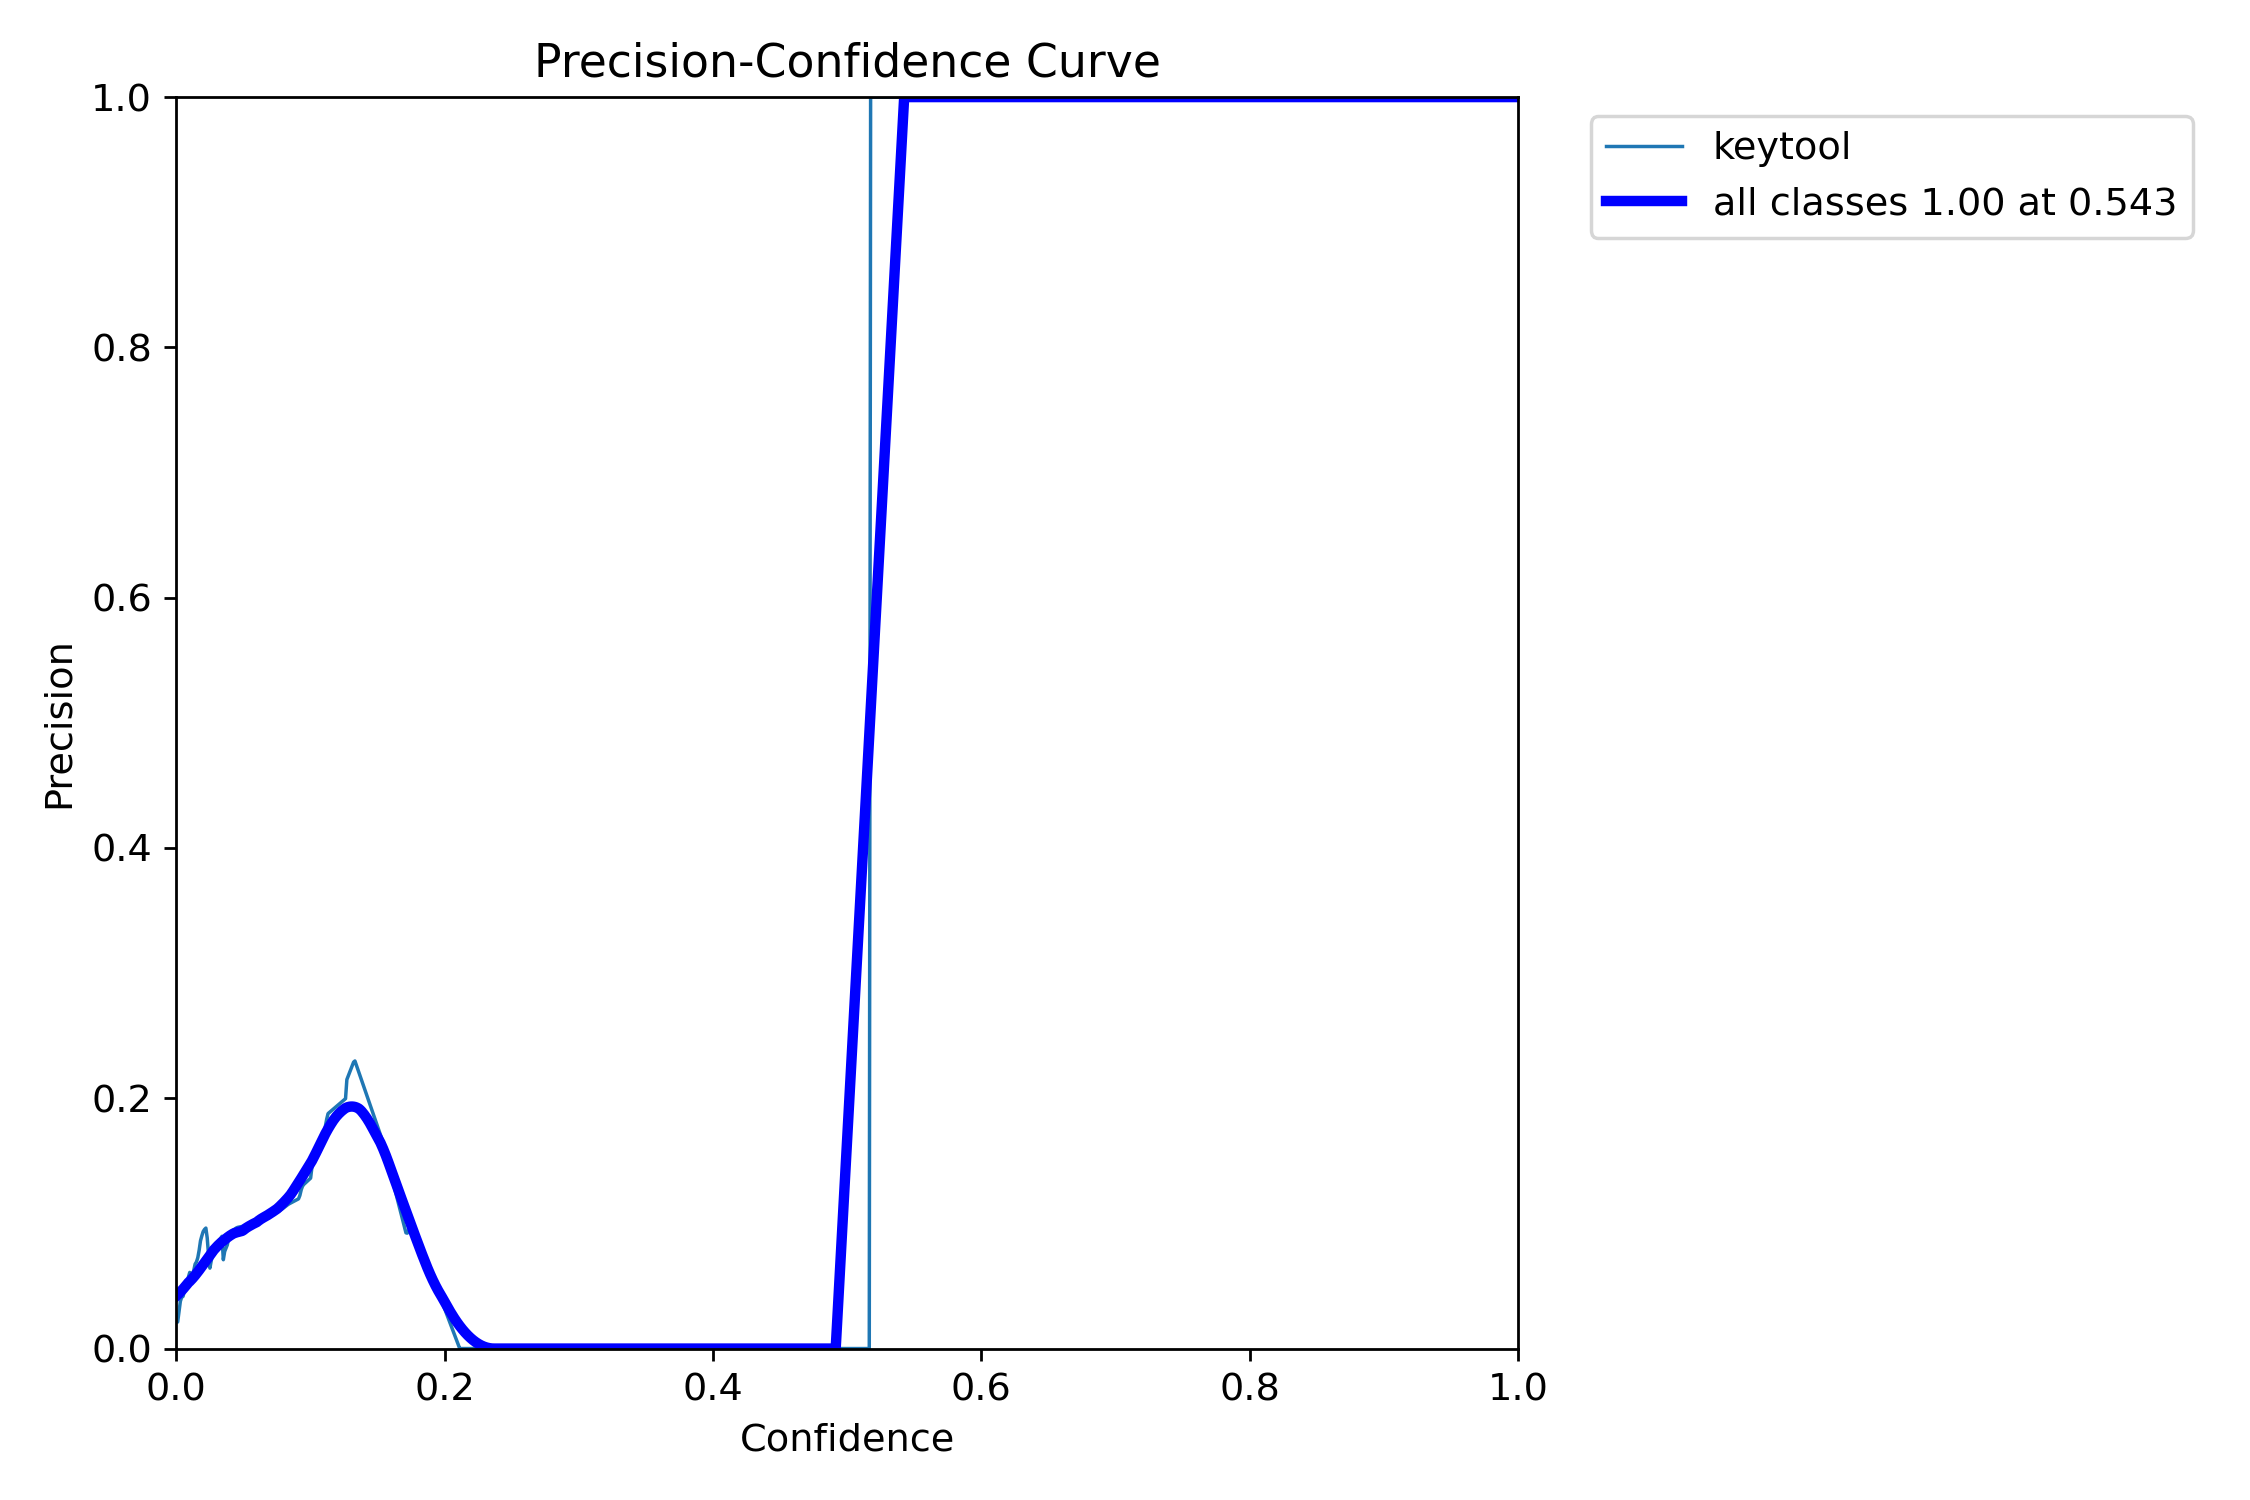 Precision-Confidence Curve
1.0
0.8
0.6
0.4
0.2
0.0
Precision
0.0 0.2 0.4 0.6 0.8 1.0
Confidence
keytool
all classes 1.00 at 0.543